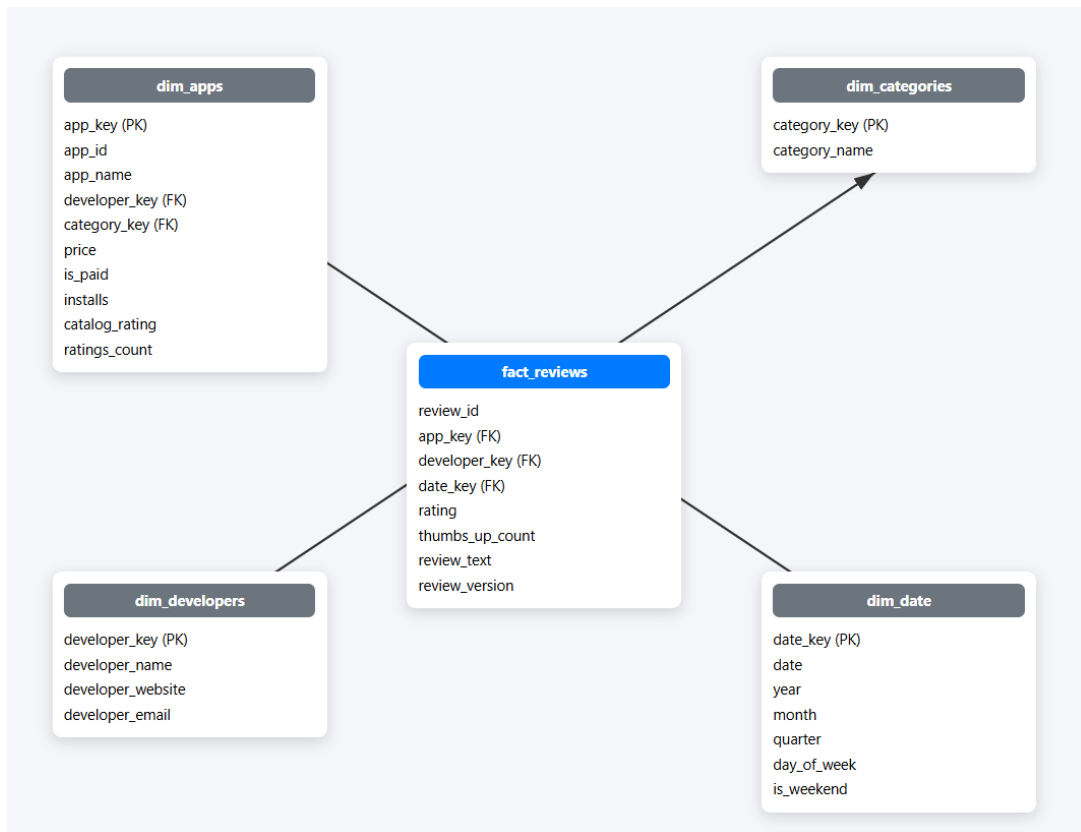 dim_apps
app_key (PK)
app_id
app_name
developer_key (FK)
category_key (FK)
price
is_paid
installs
catalog_rating
ratings_count
dim_categories
category_key (PK)
category_name
fact_reviews
review_id
app_key (FK)
developer_key (FK)
date_key (FK)
rating
thumbs_up_count
review_text
review_version
dim_developers
developer_key (PK)
developer_name
developer_website
developer_email
dim_date
date_key (PK)
date
year
month
quarter
day_of_week
is_weekend